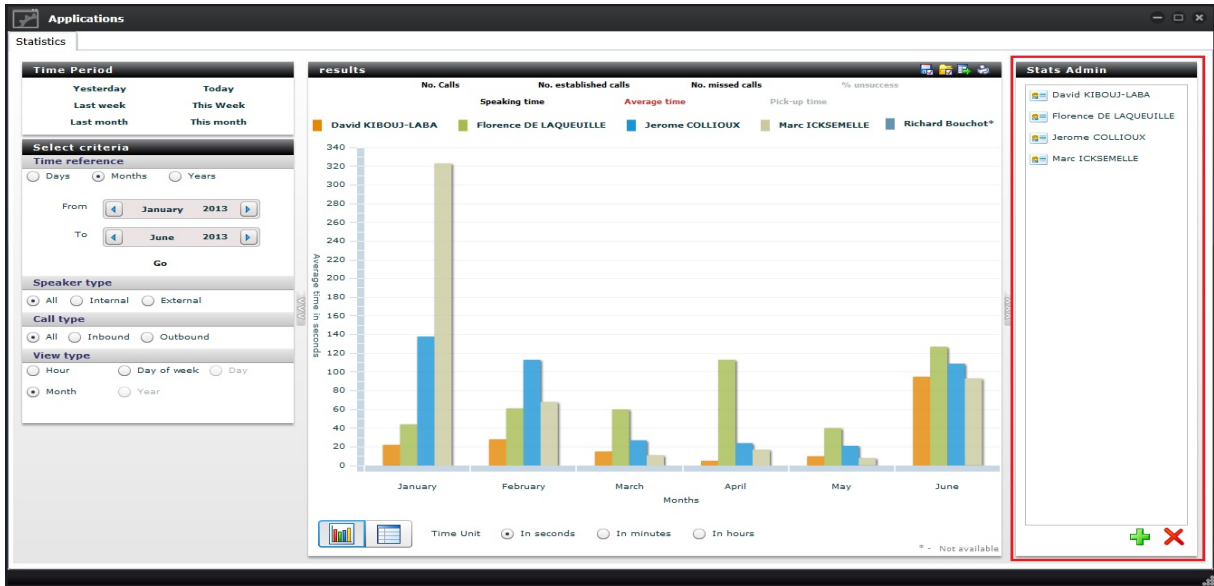 Applications
Statistics
Time Period
Yesterday Today
Last week This Week
Last month This month
Select criteria
Time reference
Days Months Years
From January 2013
To June 2013
Go
Speaker type
All Internal External
Call type
All Inbound Outbound
View type
Hour Day of week Day
Month Year
results
No. Calls No. established calls No. missed calls % unsuccess
Speaking time Average time Pick-up time
David KIBOUJ-LABA Florence DE LAQUEUILLE Jerome COLLIOUX Marc ICKSEMELLE Richard Bouchot*
340
320
300
280
260
240
220
200
180
160
140
120
100
80
60
40
20
0
Average time in seconds
January February March April May June
Months
Time Unit In seconds In minutes In hours
* - Not available
Stats Admin
David KIBOUJ-LABA
Florence DE LAQUEUILLE
Jerome COLLIOUX
Marc ICKSEMELLE